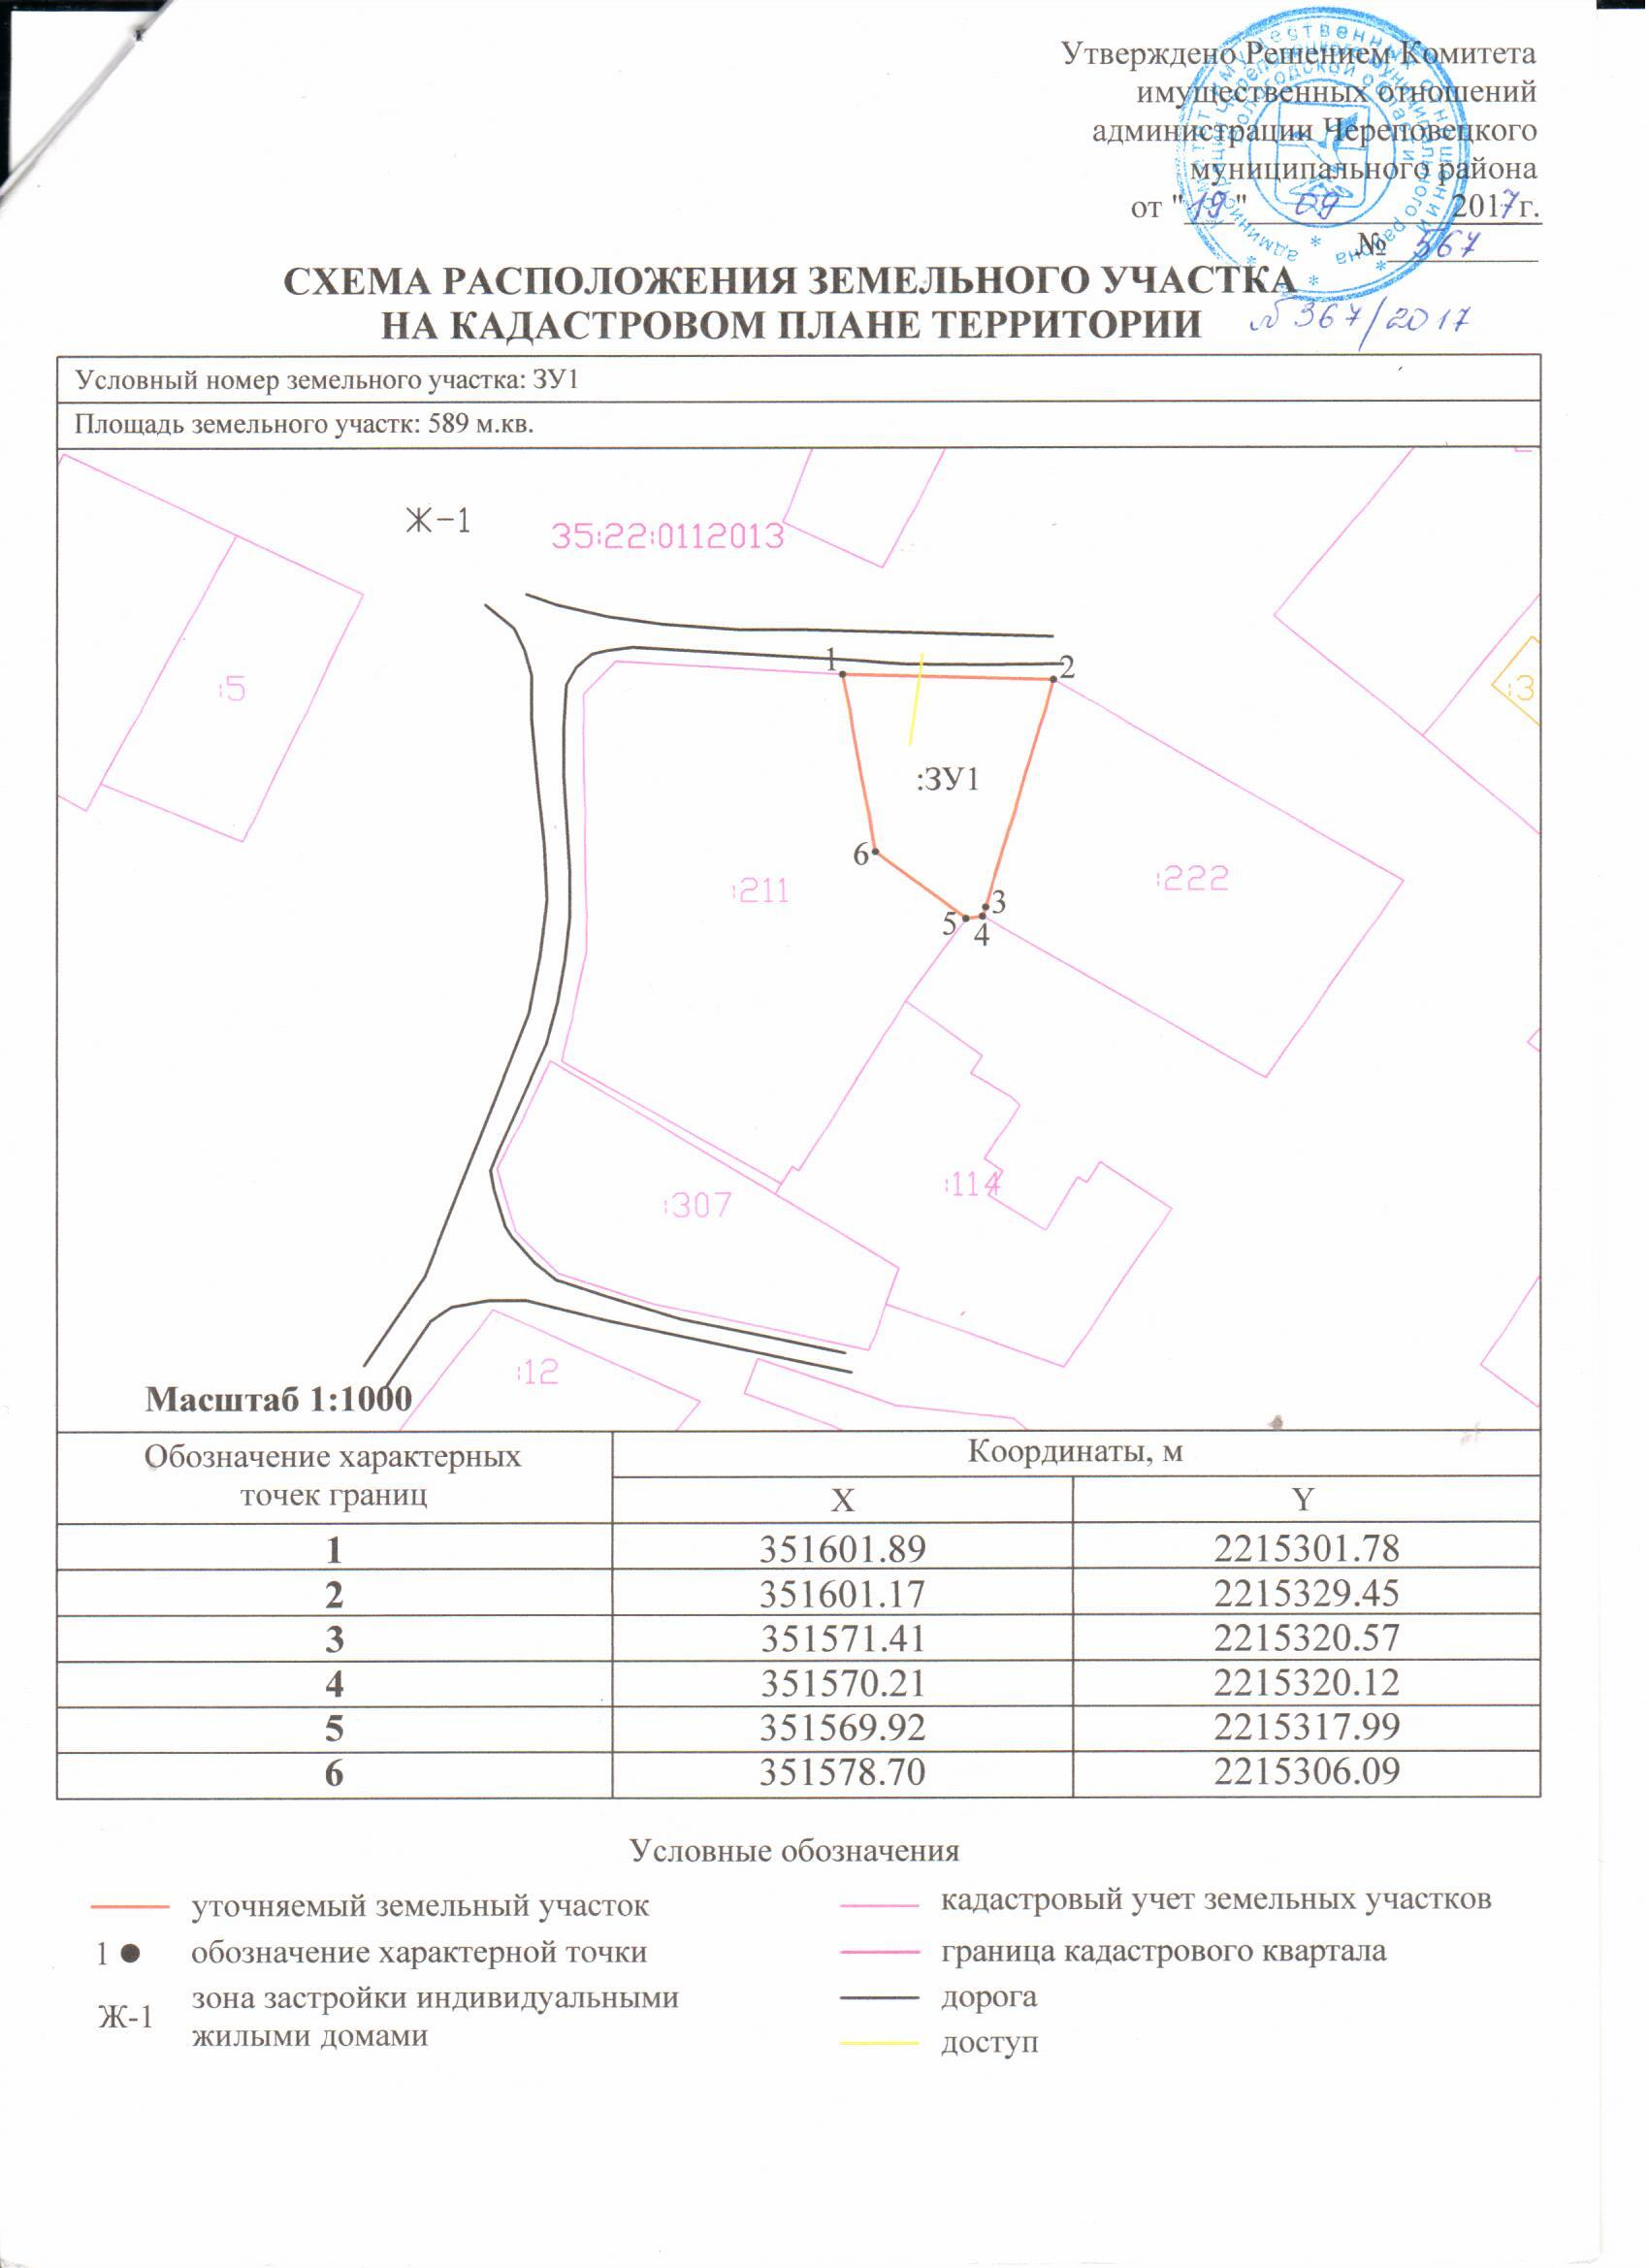 Утверждено Решением Комитета
имущественных отношений
администрации Череповецкого
муниципального района
от "19" 09 2017г.
№ 567
СХЕМА РАСПОЛОЖЕНИЯ ЗЕМЕЛЬНОГО УЧАСТКА
НА КАДАСТРОВОМ ПЛАНЕ ТЕРРИТОРИИ
№ 367/2017
Условный номер земельного участка: ЗУ1
Площадь земельного участк: 589 м.кв.
Ж-1
35:22:0112013
1
2
:5
:3
:ЗУ1
6
:211
:222
3
5
4
:114
:307
:12
Масштаб 1:1000
Обозначение характерных
точек границ
Координаты, м
X Y
1 351601.89 2215301.78
2 351601.17 2215329.45
3 351571.41 2215320.57
4 351570.21 2215320.12
5 351569.92 2215317.99
6 351578.70 2215306.09
Условные обозначения
уточняемый земельный участок
1 обозначение характерной точки
Ж-1 зона застройки индивидуальными
жилыми домами
кадастровый учет земельных участков
граница кадастрового квартала
дорога
доступ